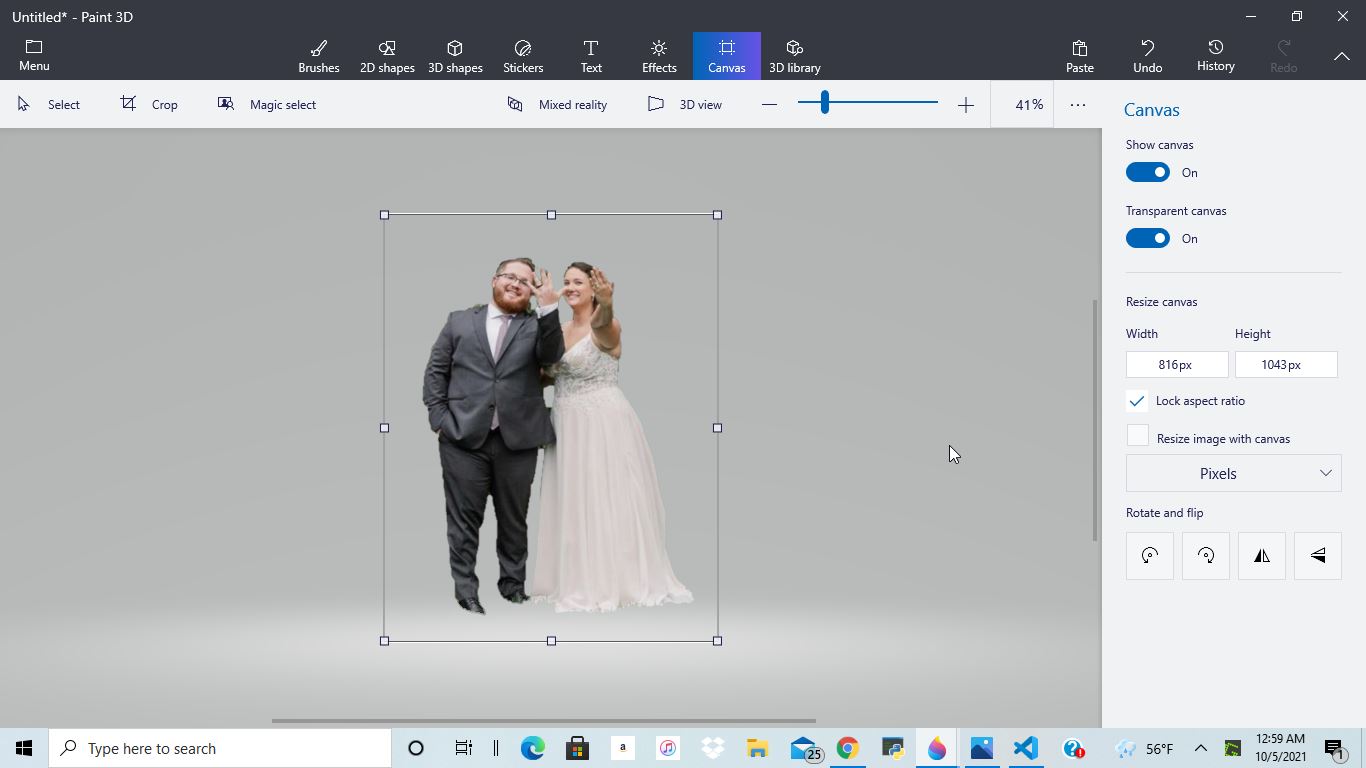 Untitled* - Paint 3D
Menu
Brushes 2D shapes 3D shapes Stickers Text Effects Canvas 3D library Paste Undo History Redo
Select Crop Magic select Mixed reality 3D view 41% ...
Canvas
Show canvas
On
Transparent canvas
On
Resize canvas
Width Height
816px 1043px
Lock aspect ratio
Resize image with canvas
Pixels
Rotate and flip
Type here to search a 25 56°F 12:59 AM 1
10/5/2021